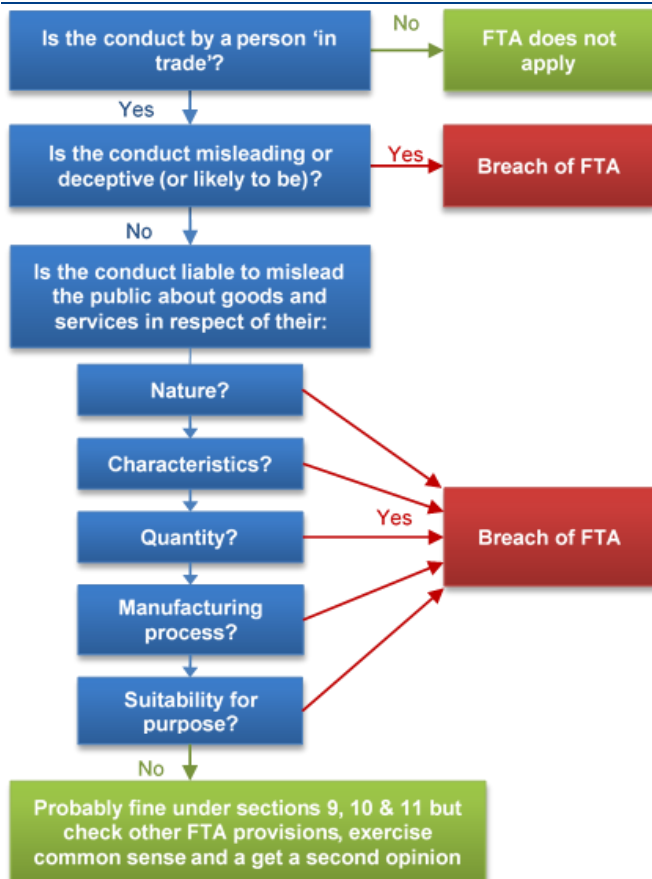 Is the conduct by a person ‘in
trade’?
No
FTA does not
apply
Yes
Is the conduct misleading or
deceptive (or likely to be)?
Yes
Breach of FTA
No
Is the conduct liable to mislead
the public about goods and
services in respect of their:
Nature?
Characteristics?
Quantity?
Yes
Breach of FTA
Manufacturing
process?
Suitability for
purpose?
No
Probably fine under sections 9, 10 & 11 but
check other FTA provisions, exercise
common sense and a get a second opinion